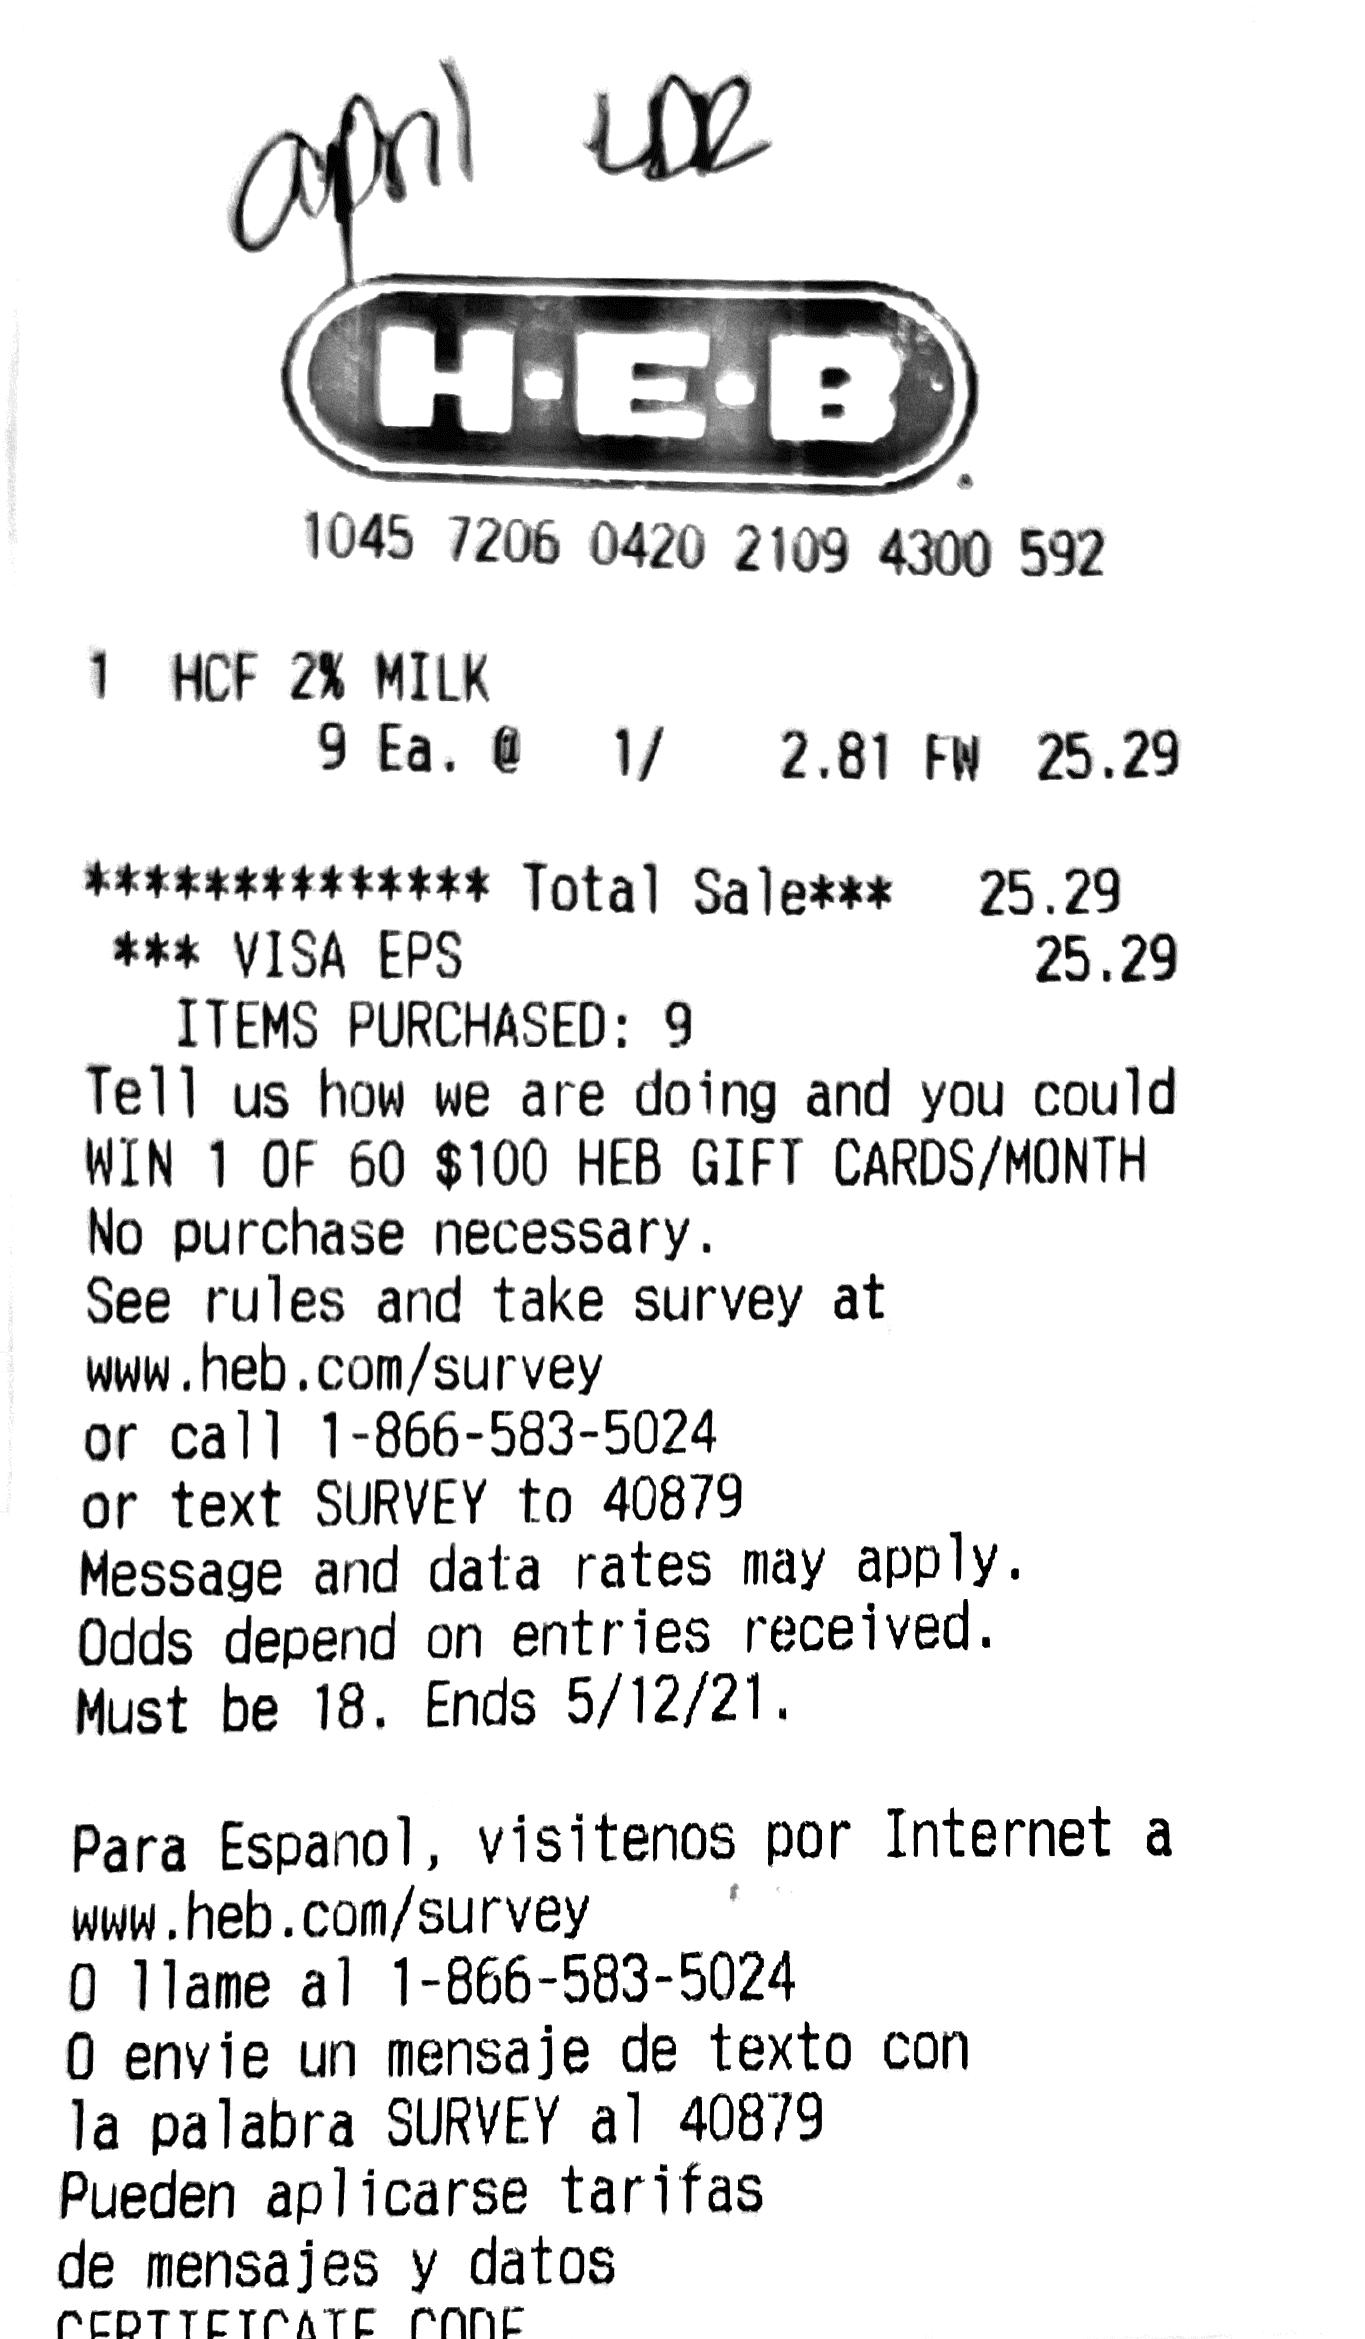 april
H·E·B
1045 7206 0420 2109 4300 592
1 HCF 2% MILK
9 Ea. @ 1/ 2.81 FW 25.29
************** Total Sale*** 25.29
*** VISA EPS 25.29
ITEMS PURCHASED: 9
Tell us how we are doing and you could
WIN 1 OF 60 $100 HEB GIFT CARDS/MONTH
No purchase necessary.
See rules and take survey at
www.heb.com/survey
or call 1-866-583-5024
or text SURVEY to 40879
Message and data rates may apply.
Odds depend on entries received.
Must be 18. Ends 5/12/21.
Para Espanol, visitenos por Internet a
www.heb.com/survey
O llame al 1-866-583-5024
O envie un mensaje de texto con
la palabra SURVEY al 40879
Pueden aplicarse tarifas
de mensajes y datos
CERTIFICATE CODE